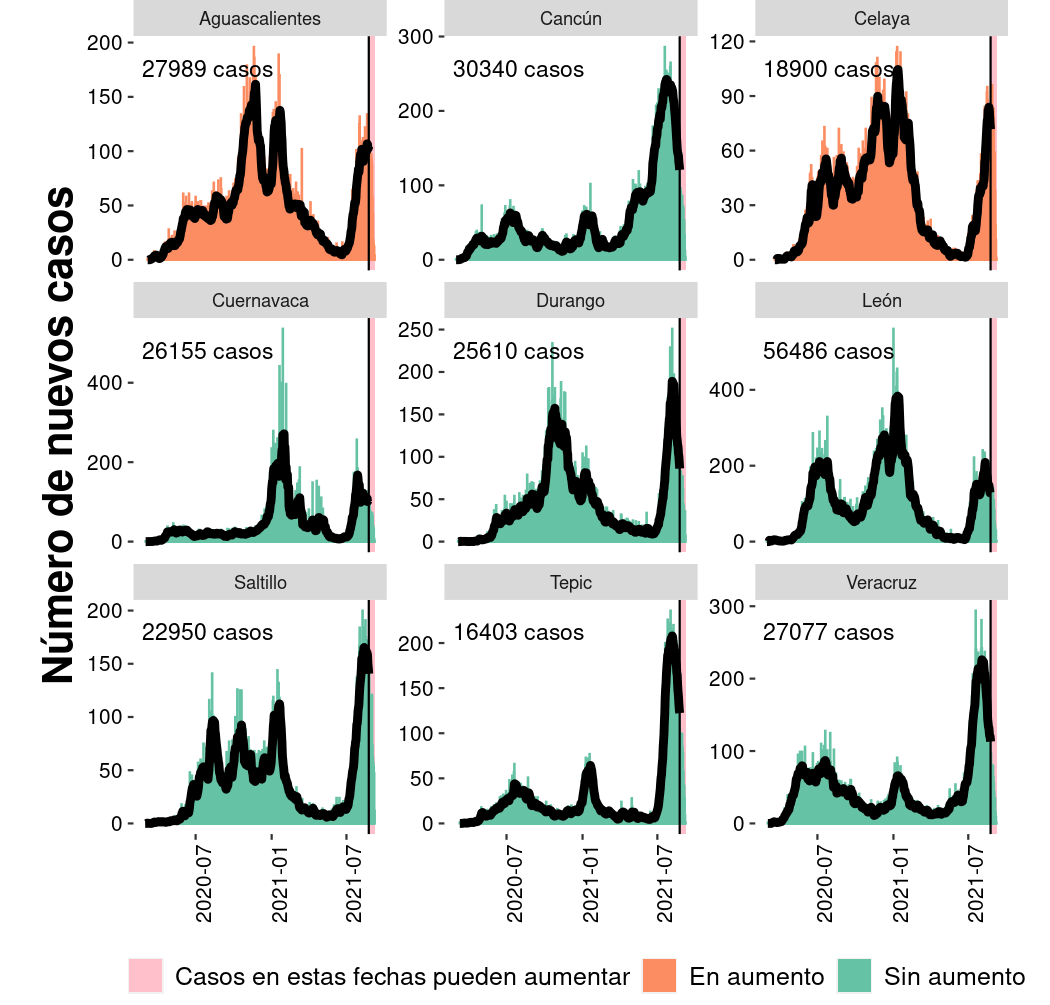 Número de nuevos casos
Aguascalientes
200
150
100
50
0
27989 casos
Cancún
300
200
100
0
30340 casos
Celaya
120
90
60
30
0
18900 casos
Cuernavaca
400
200
0
26155 casos
Durango
250
200
150
100
50
0
25610 casos
León
400
200
0
56486 casos
Saltillo
200
150
100
50
0
22950 casos
2020-07
2021-01
2021-07
Tepic
200
150
100
50
0
16403 casos
2020-07
2021-01
2021-07
Veracruz
300
200
100
0
27077 casos
2020-07
2021-01
2021-07
Casos en estas fechas pueden aumentar
En aumento
Sin aumento